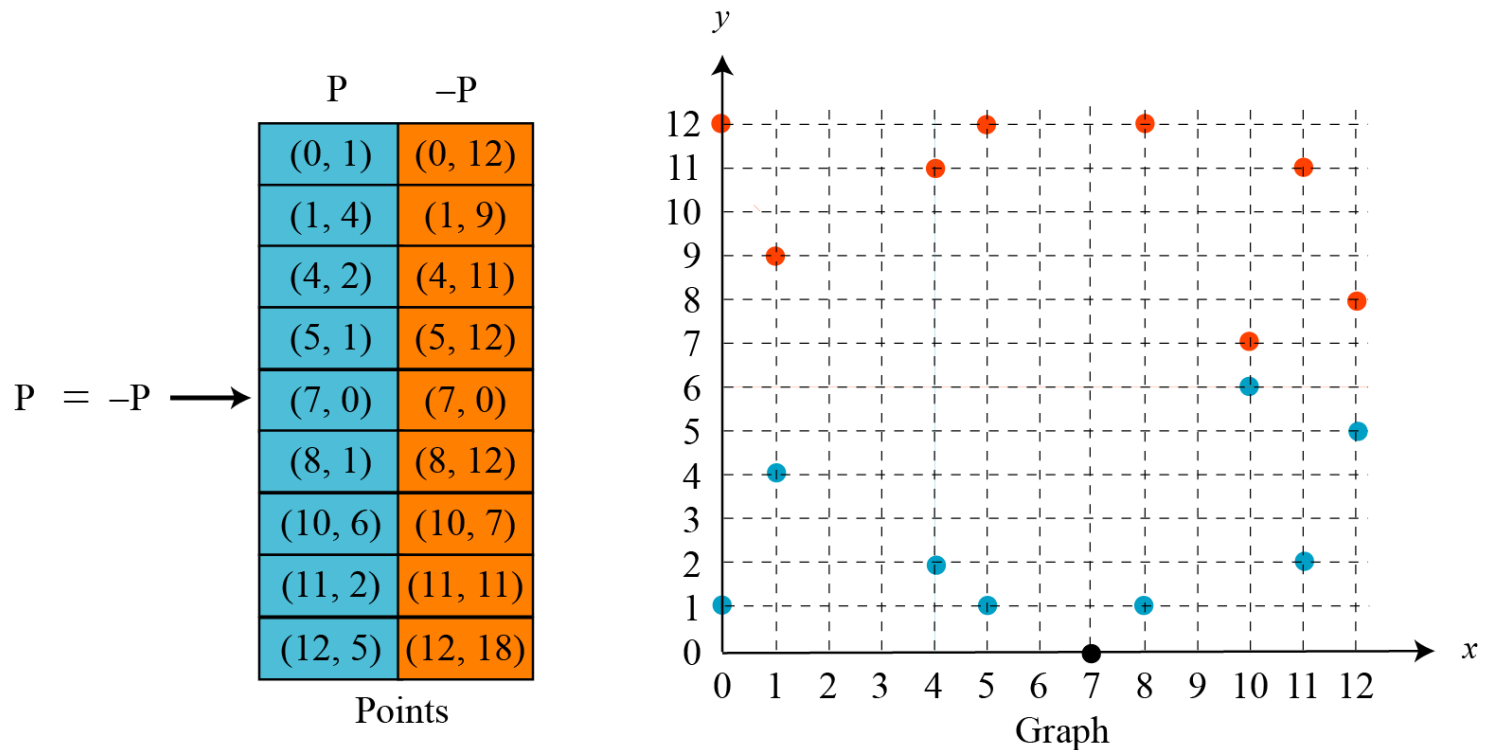 P –P
(0, 1) (0, 12)
(1, 4) (1, 9)
(4, 2) (4, 11)
(5, 1) (5, 12)
P = –P (7, 0) (7, 0)
(8, 1) (8, 12)
(10, 6) (10, 7)
(11, 2) (11, 11)
(12, 5) (12, 18)
Points
y
12
11
10
9
8
7
6
5
4
3
2
1
0
x
0 1 2 3 4 5 6 7 8 9 10 11 12
Graph